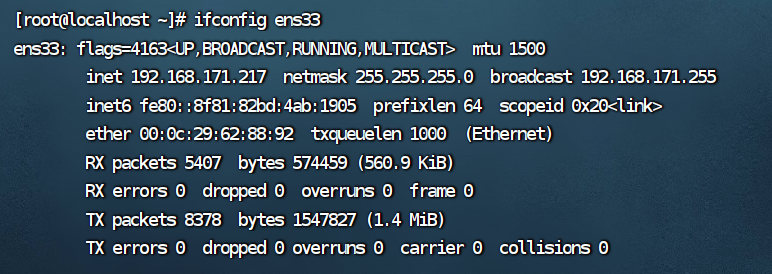 [root@localhost ~]# ifconfig ens33
ens33: flags=4163<UP,BROADCAST,RUNNING,MULTICAST>  mtu 1500
        inet 192.168.171.217  netmask 255.255.255.0  broadcast 192.168.171.255
        inet6 fe80::8f81:82bd:4ab:1905  prefixlen 64  scopeid 0x20<link>
        ether 00:0c:29:62:88:92  txqueuelen 1000  (Ethernet)
        RX packets 5407  bytes 574459 (560.9 KiB)
        RX errors 0  dropped 0  overruns 0  frame 0
        TX packets 8378  bytes 1547827 (1.4 MiB)
        TX errors 0  dropped 0 overruns 0  carrier 0  collisions 0